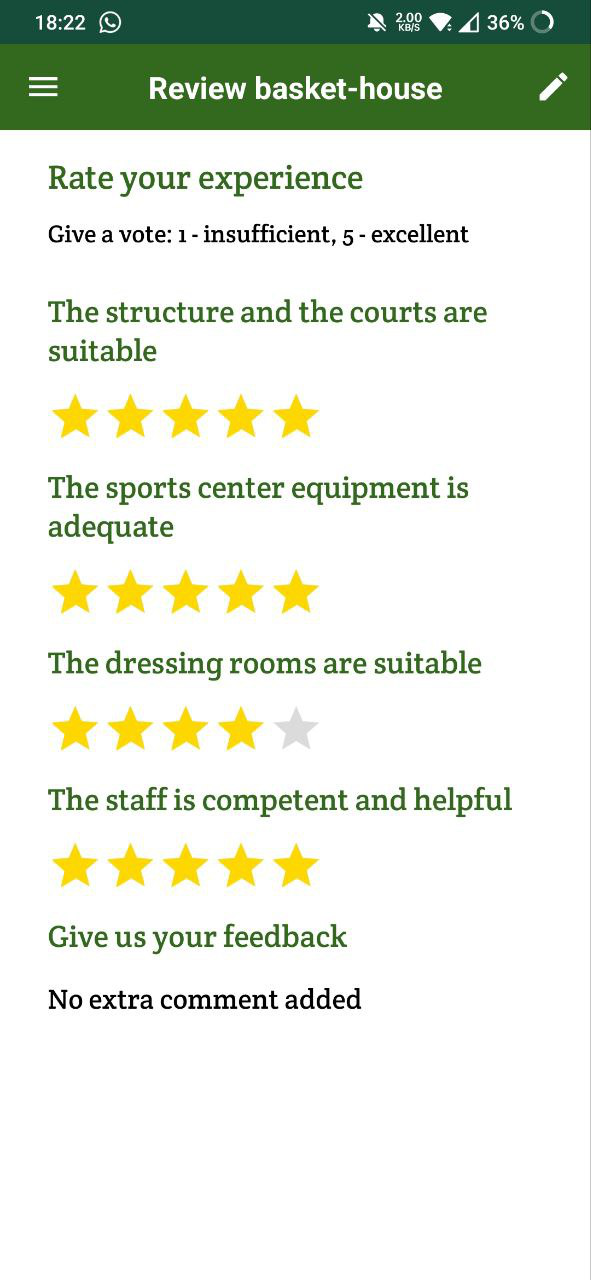 18:22 2.00 KB/S 36%
Review basket-house
Rate your experience
Give a vote: 1 - insufficient, 5 - excellent
The structure and the courts are
suitable
The sports center equipment is
adequate
The dressing rooms are suitable
The staff is competent and helpful
Give us your feedback
No extra comment added